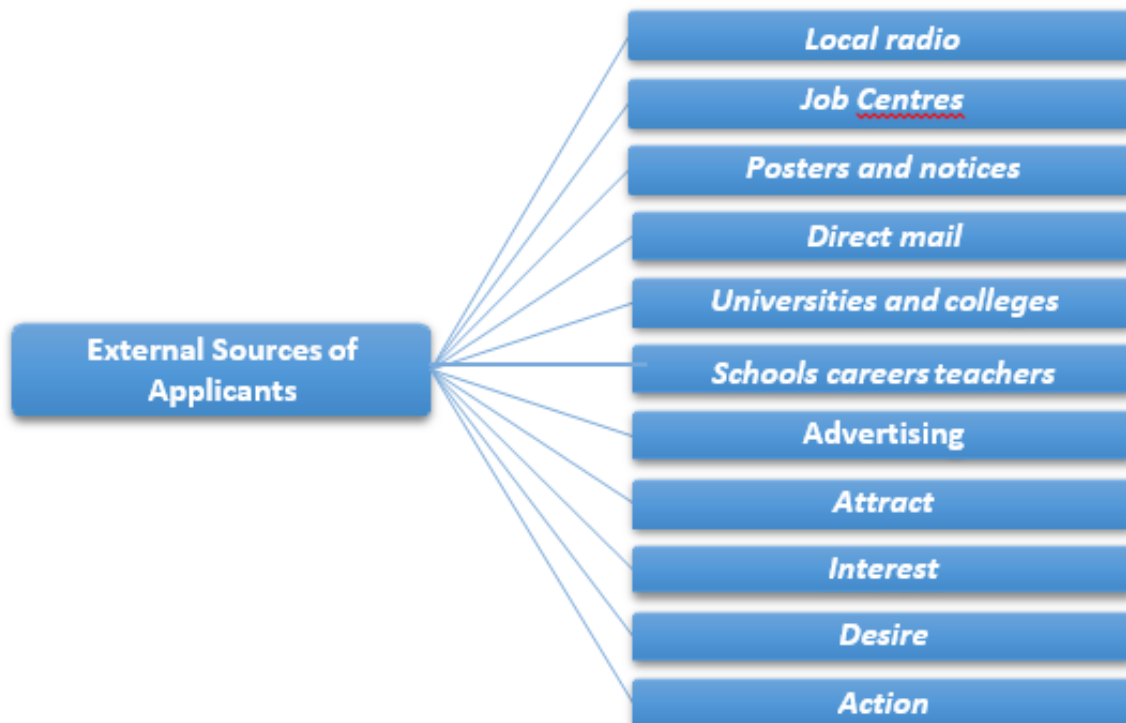 Local radio
Job Centres
Posters and notices
Direct mail
Universities and colleges
External Sources of
Applicants
Schools careers teachers
Advertising
Attract
Interest
Desire
Action